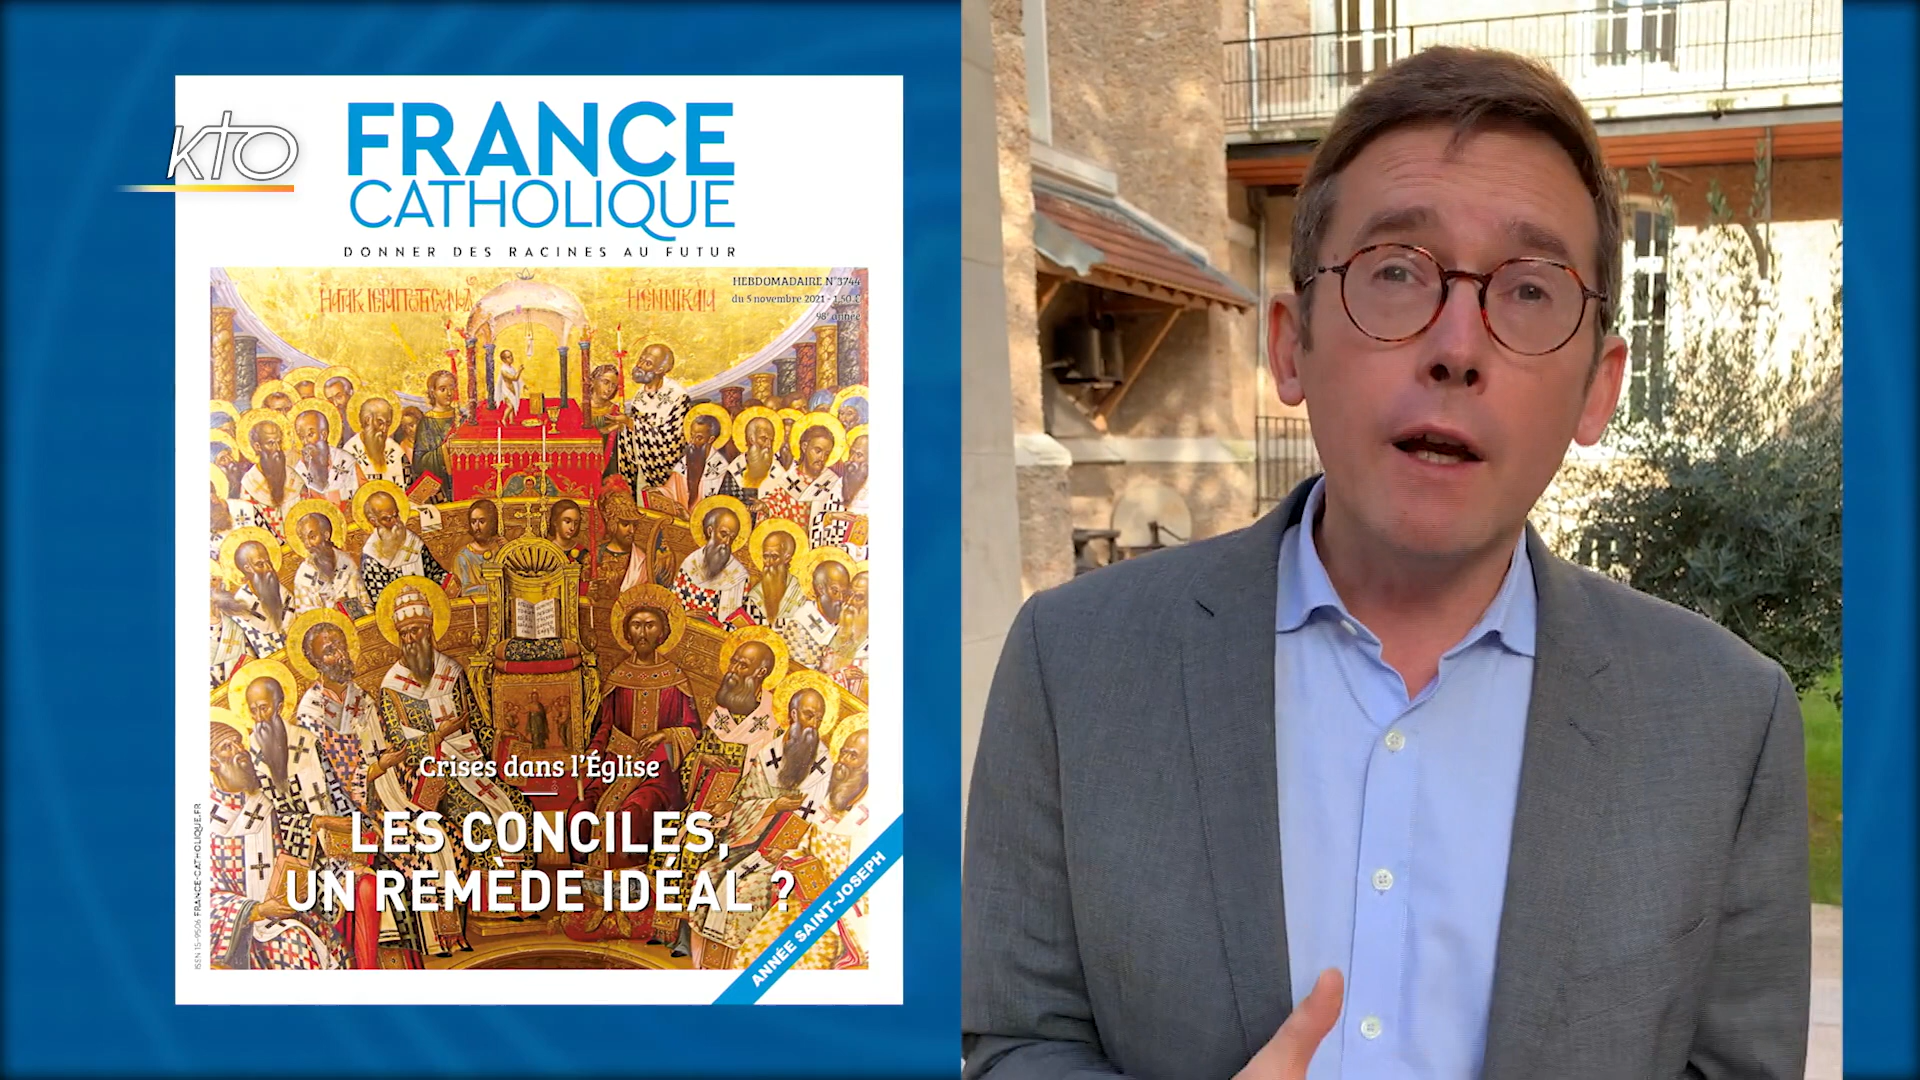 KTO
FRANCE
CATHOLIQUE
DONNER DES RACINES AU FUTUR
HEBDOMADAIRE N°3744
du 5 novembre 2021 - 1,50 €
98e année
Crises dans l'Église
LES CONCILES,
UN REMÈDE IDÉAL ?
ANNÉE SAINT-JOSEPH
FRANCE-CATHOLIQUE.FR